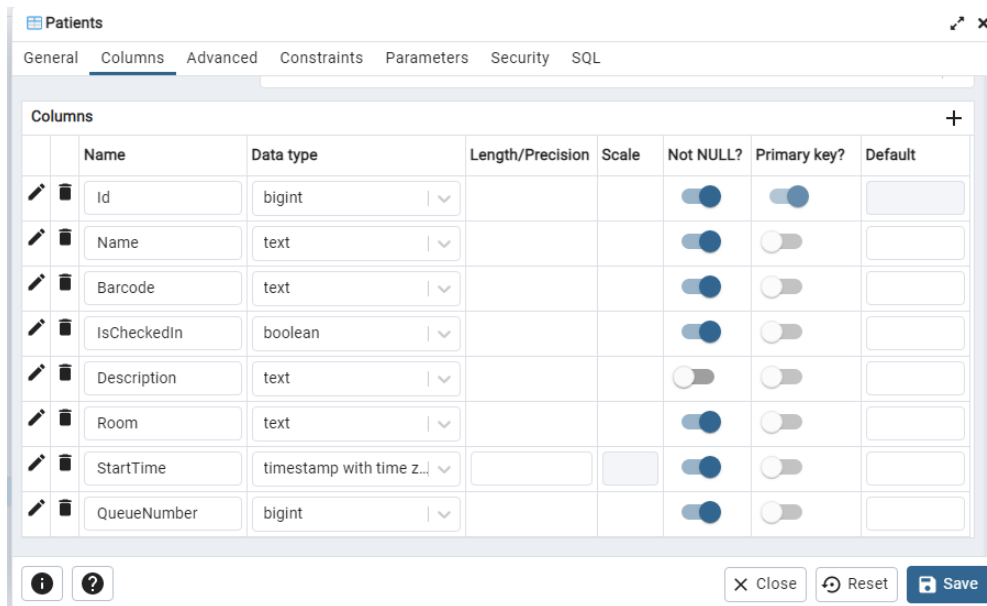 Patients
General Columns Advanced Constraints Parameters Security SQL
Columns
Name Data type Length/Precision Scale Not NULL? Primary key? Default
Id bigint
Name text
Barcode text
IsCheckedIn boolean
Description text
Room text
StartTime timestamp with time z...
QueueNumber bigint
Close Reset Save